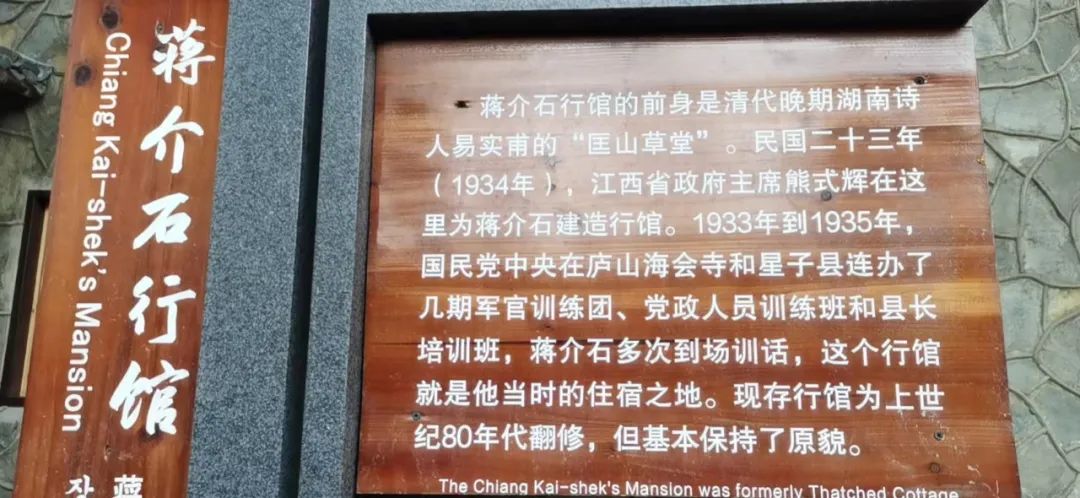 蒋介石行馆
Chiang Kai-shek's Mansion
蒋介石行馆的前身是清代晚期湖南诗
人易实甫的“匡山草堂”。民国二十三年
(1934年),江西省政府主席熊式辉在这
里为蒋介石建造行馆。1933年到1935年,
国民党中央在庐山海会寺和星子县连办了
几期军官训练团、党政人员训练班和县长
培训班,蒋介石多次到场训话,这个行馆
就是他当时的住宿之地。现存行馆为上世
纪80年代翻修,但基本保持了原貌。
The Chiang Kai-shek's Mansion was formerly Thatched Cottage